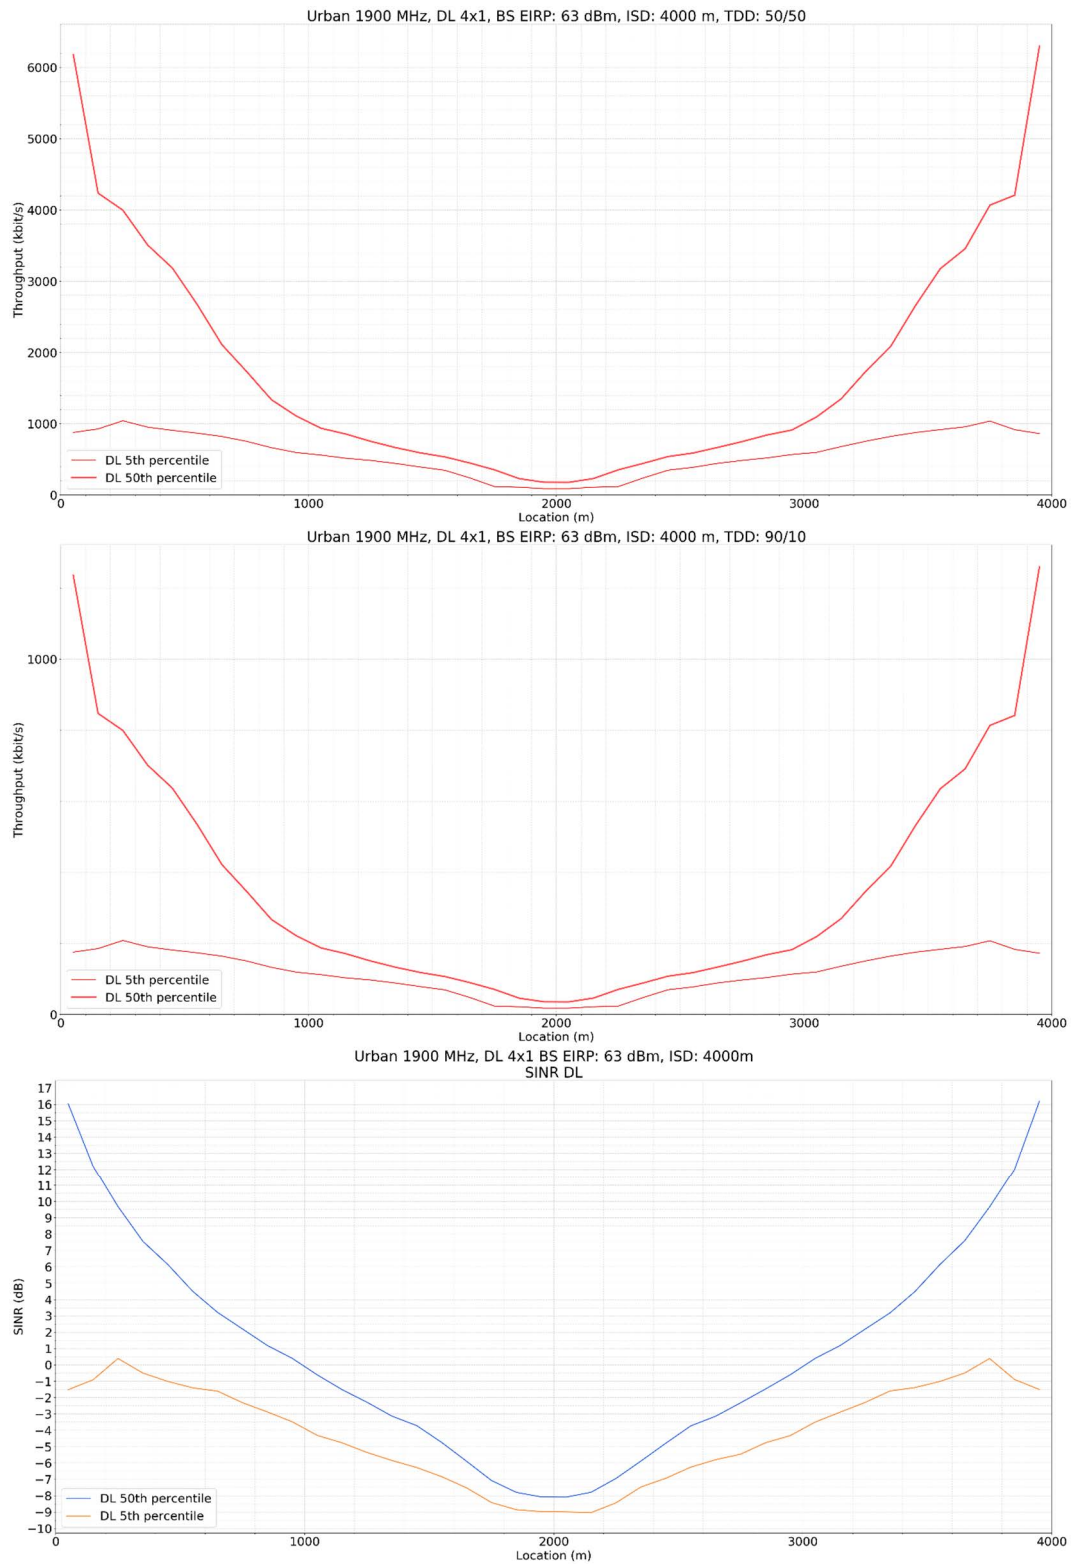 Urban 1900 MHz, DL 4x1, BS EIRP: 63 dBm, ISD: 4000 m, TDD: 50/50
6000
5000
4000
3000
2000
1000
0
Throughput (kbit/s)
DL 5th percentile
DL 50th percentile
0 1000 2000 3000 4000
Location (m)
Urban 1900 MHz, DL 4x1, BS EIRP: 63 dBm, ISD: 4000 m, TDD: 90/10
1000
0
Throughput (kbit/s)
DL 5th percentile
DL 50th percentile
0 1000 2000 3000 4000
Location (m)
Urban 1900 MHz, DL 4x1 BS EIRP: 63 dBm, ISD: 4000m
SINR DL
17
16
15
14
13
12
11
10
9
8
7
6
5
4
3
2
1
0
−1
−2
−3
−4
−5
−6
−7
−8
−9
−10
SINR (dB)
DL 50th percentile
DL 5th percentile
0 1000 2000 3000 4000
Location (m)